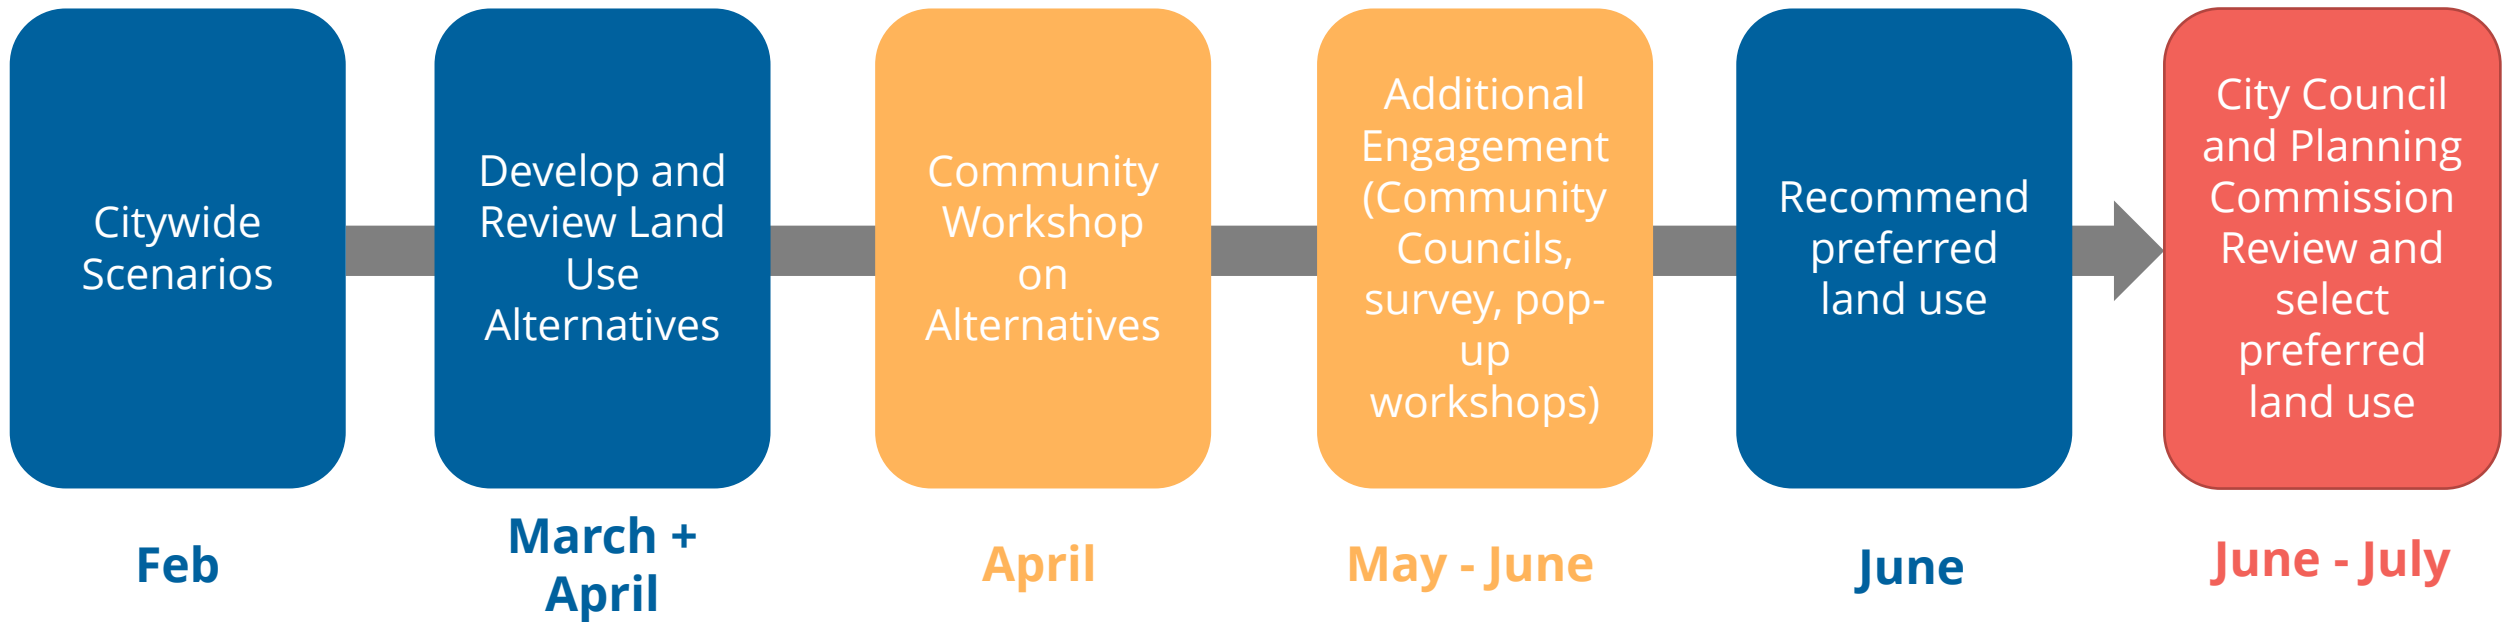 Citywide
Scenarios
Develop and
Review Land
Use
Alternatives
Community
Workshop
on
Alternatives
Additional
Engagement
(Community
Councils,
survey, pop-
up
workshops)
Recommend
preferred
land use
City Council
and Planning
Commission
Review and
select
preferred
land use
Feb
March +
April
April
May - June
June
June - July